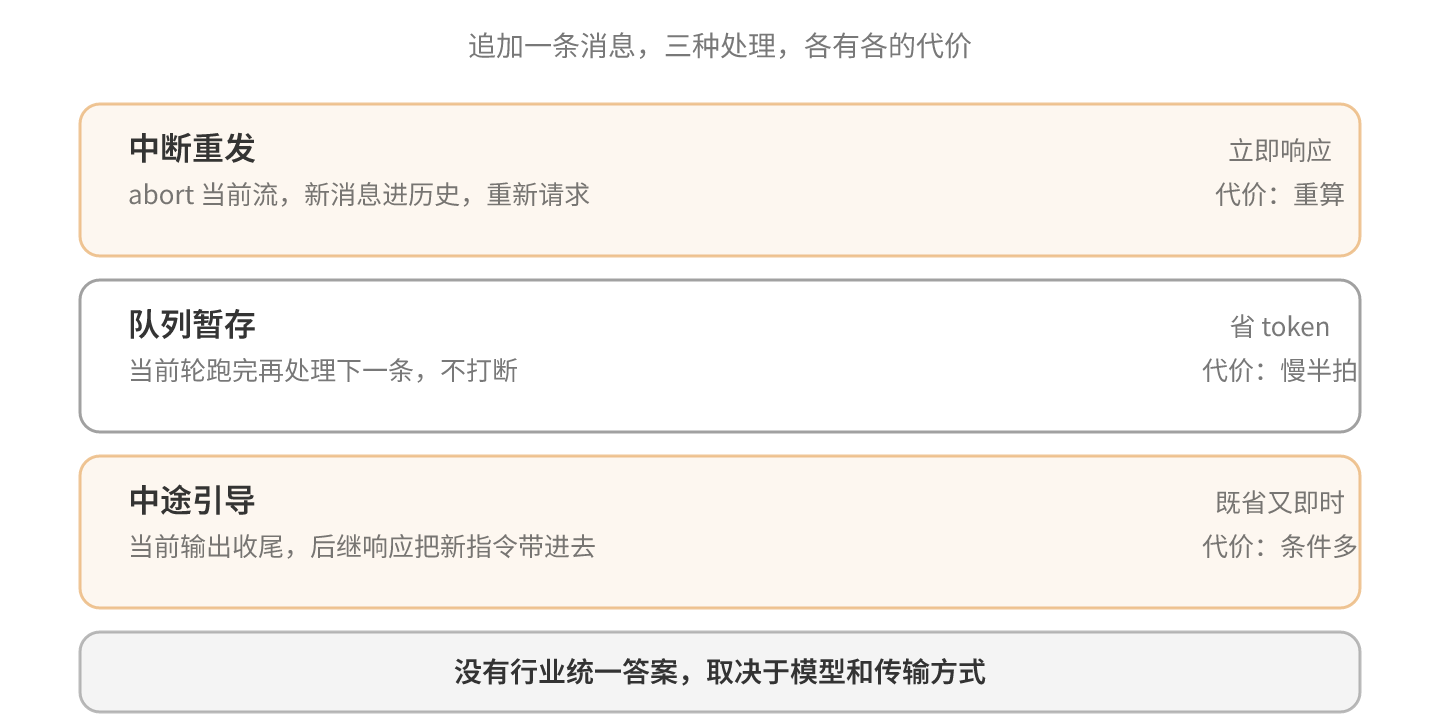 追加一条消息，三种处理，各有各的代价
中断重发
立即响应
abort 当前流，新消息进历史，重新请求
代价：重算
队列暂存
省 token
当前轮跑完再处理下一条，不打断
代价：慢半拍
中途引导
既省又即时
当前输出收尾，后继响应把新指令带进去
代价：条件多
没有行业统一答案，取决于模型和传输方式